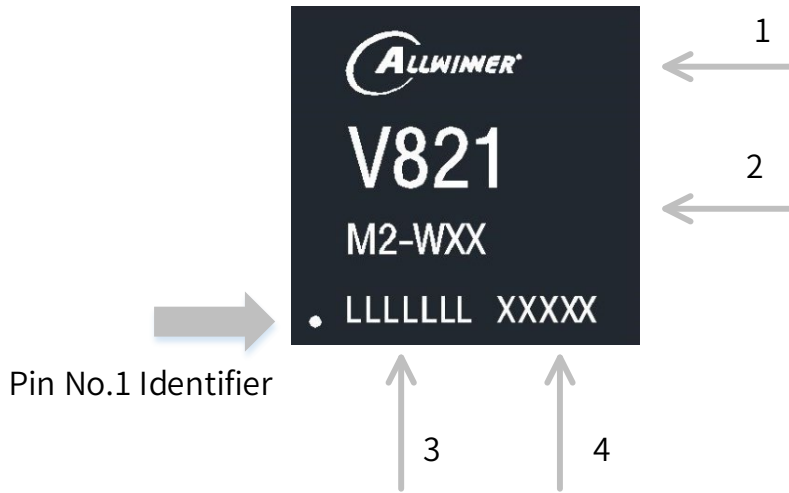 ALLWINNER®
1
V821
2
M2-WXX
LLLLLLL XXXXX
Pin No.1 Identifier
3
4